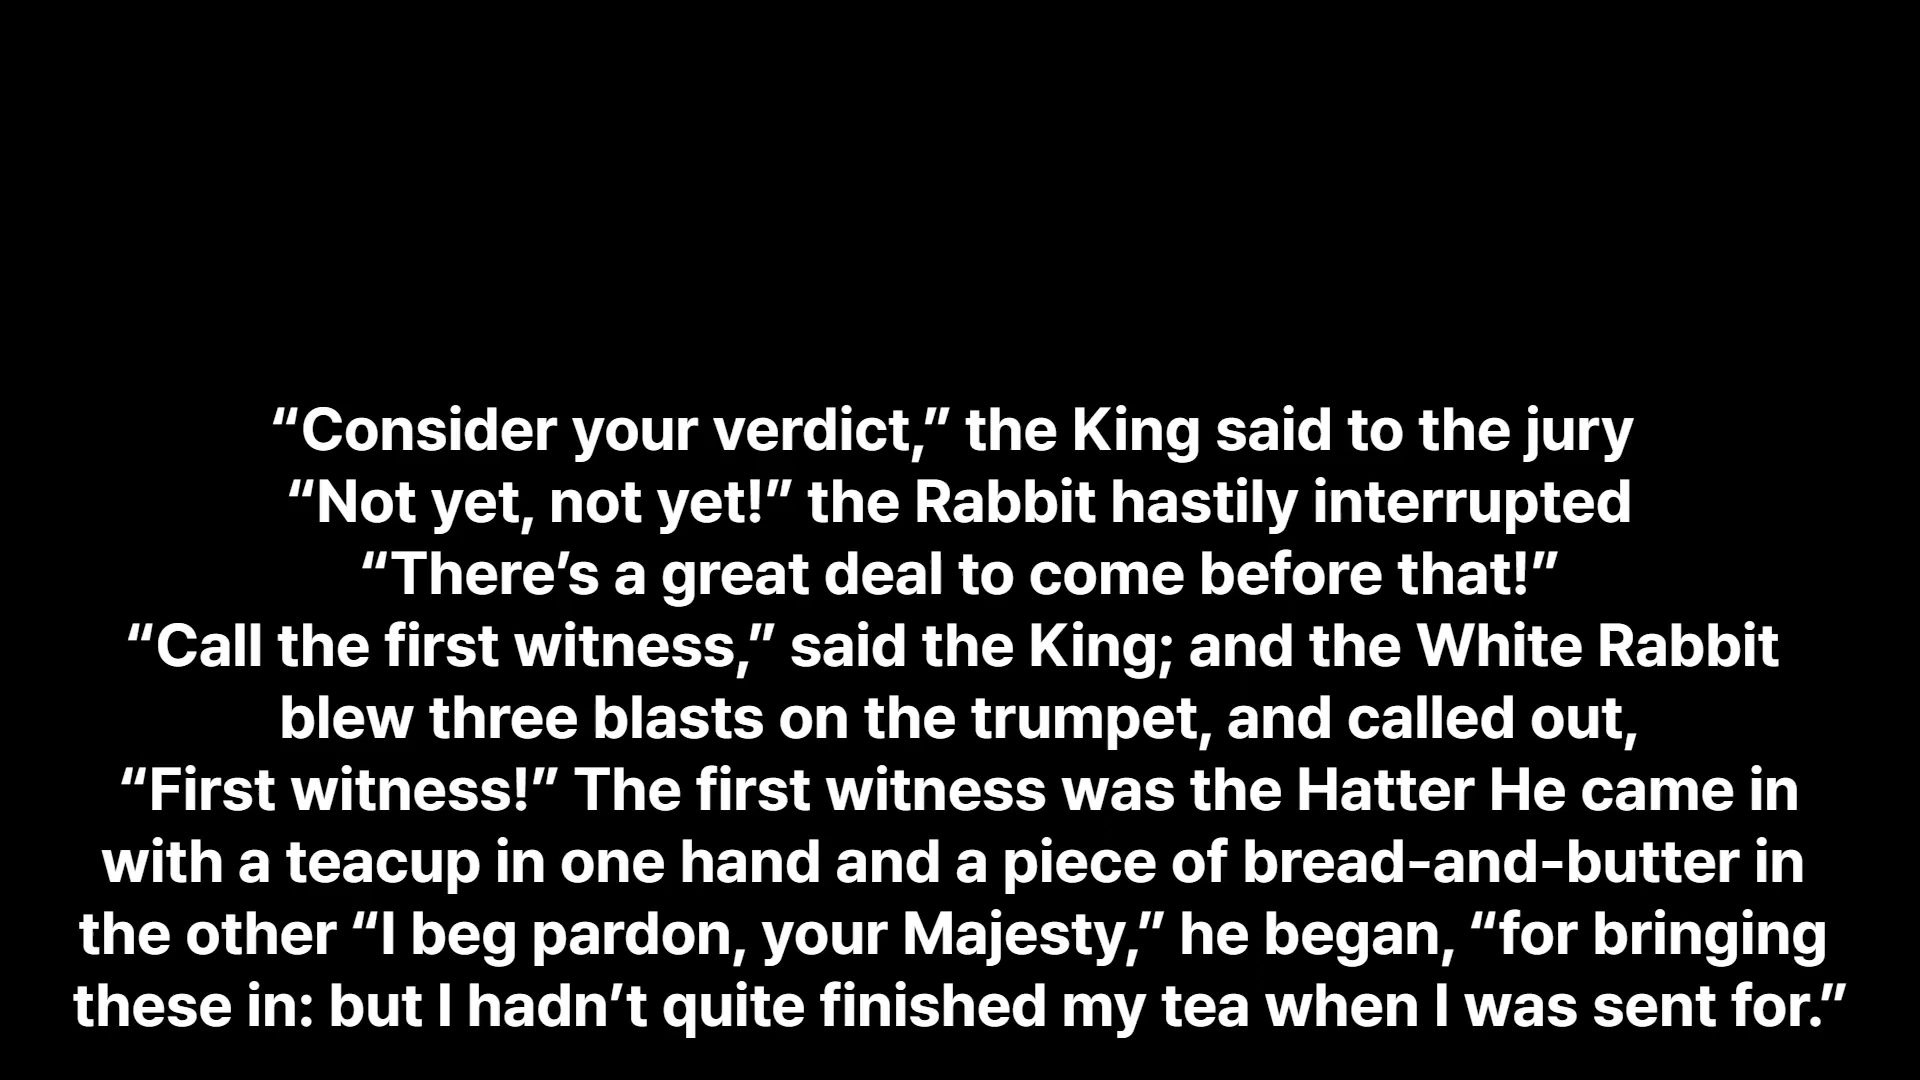 “Consider your verdict,” the King said to the jury
“Not yet, not yet!” the Rabbit hastily interrupted
“There’s a great deal to come before that!”
“Call the first witness,” said the King; and the White Rabbit
blew three blasts on the trumpet, and called out,
“First witness!” The first witness was the Hatter He came in
with a teacup in one hand and a piece of bread-and-butter in
the other “I beg pardon, your Majesty,” he began, “for bringing
these in: but I hadn’t quite finished my tea when I was sent for.”